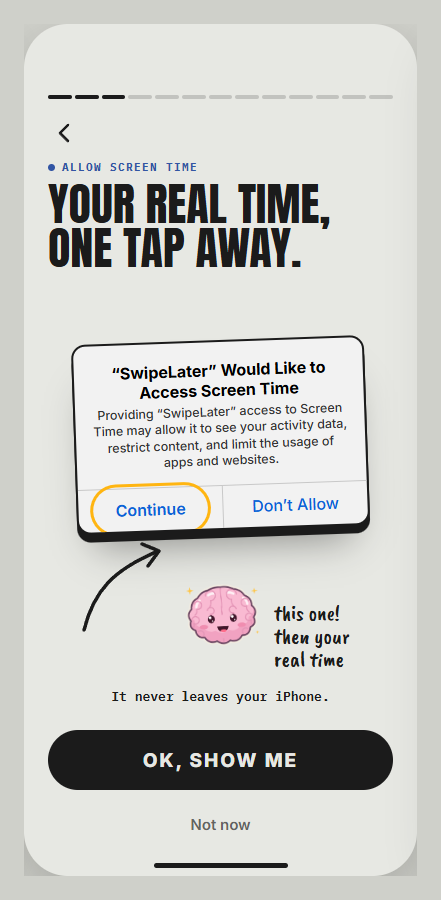 ALLOW SCREEN TIME
YOUR REAL TIME,
ONE TAP AWAY.
“SwipeLater” Would Like to
Access Screen Time
Providing “SwipeLater” access to Screen
Time may allow it to see your activity data,
restrict content, and limit the usage of
apps and websites.
Continue
Don’t Allow
this one!
then your
real time
It never leaves your iPhone.
OK, SHOW ME
Not now